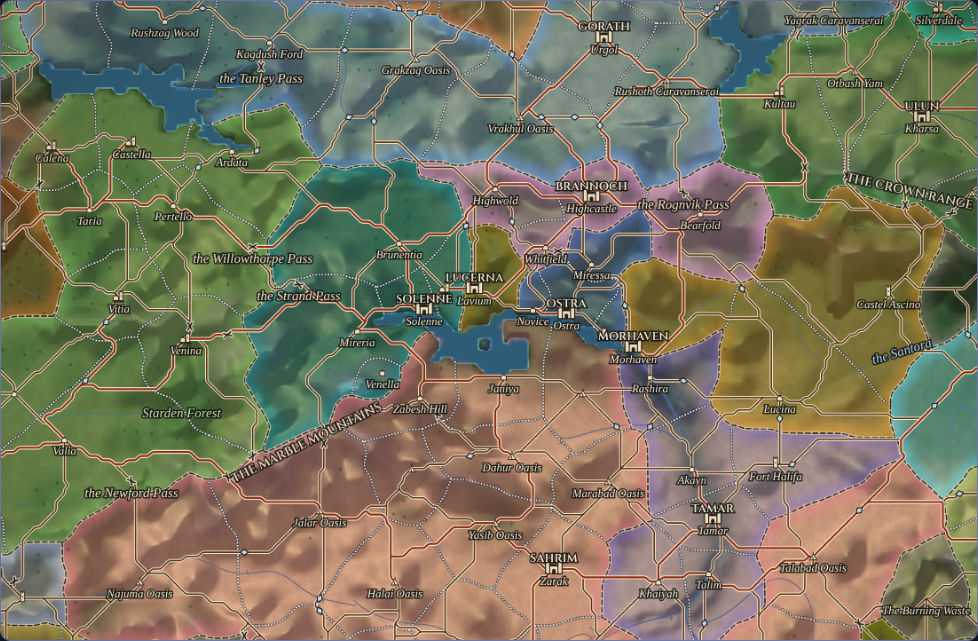 Rushzag Wood
GORATH
Urgol
Yagrak Caravanserai
Silverdale
Kagdush Ford
the Tanley Pass
Grakzag Oasis
Rushoth Caravanserai
Kultau
Otbash Yam
ULUN
Kharsa
Vrakhul Oasis
Calena
Castella
Ardata
THE CROWN RANGE
Taria
Pertello
Highwold
BRANNOCH
Highcastle
the Rognvik Pass
Bearfold
the Willowthorpe Pass
Brunentia
Whitfield
Miressa
the Strand Pass
LUCERNA
Lovium
SOLENNE
Solenne
OSTRA
Novice
Ostra
Castel Ascino
Vitia
Venina
Mireria
MORHAVEN
Morhaven
the Santora
Venella
Janiya
Rashira
Starden Forest
Zabesh Hill
Lucina
THE MARBLE MOUNTAINS
Valia
Dahur Oasis
the Newford Pass
Marabad Oasis
Akayn
Fort Halifa
Jalar Oasis
TAMAR
Tamar
Yasib Oasis
SAHRIM
Zarak
Talabad Oasis
Najuma Oasis
Halai Oasis
Khaiyah
Talim
The Burning Waste